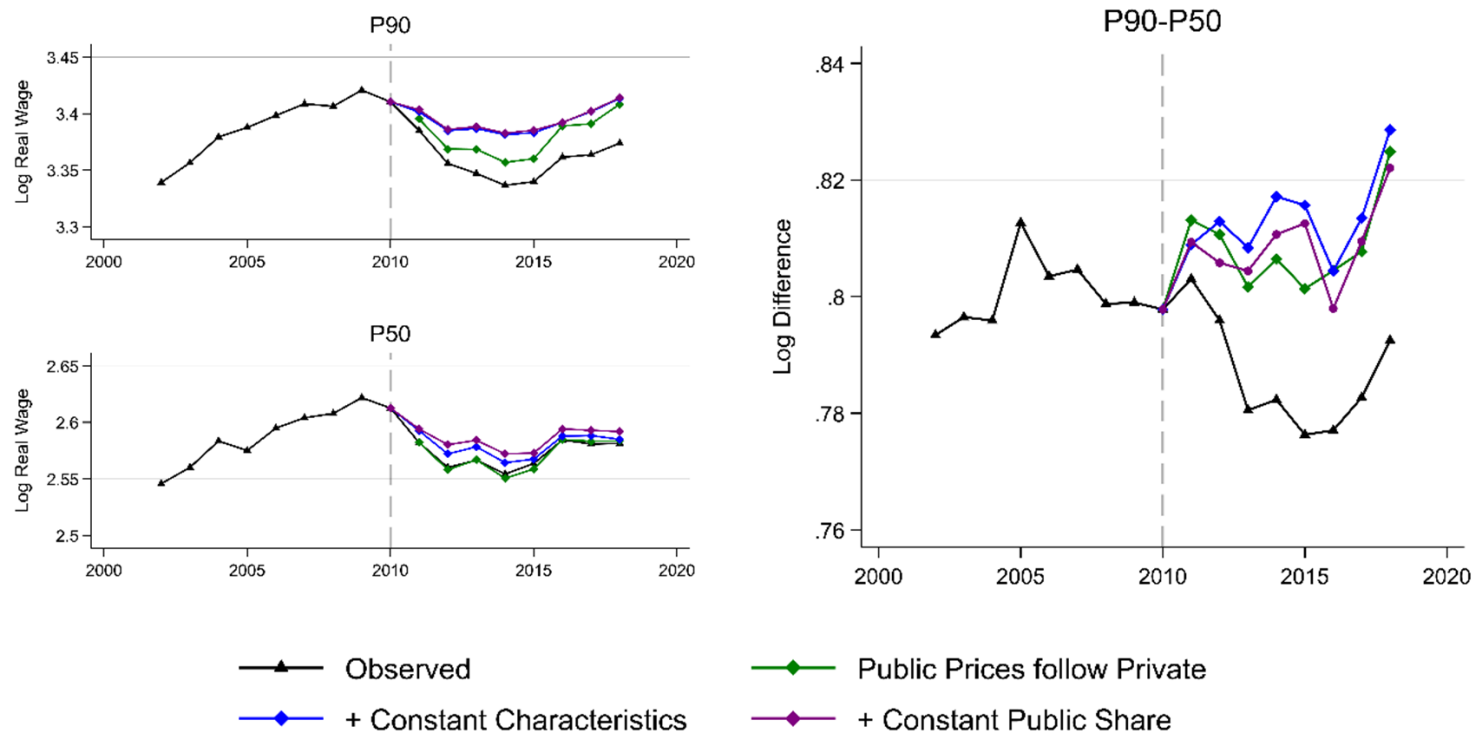 P90
Log Real Wage
3.45
3.4
3.35
3.3
2000 2005 2010 2015 2020
P50
Log Real Wage
2.65
2.6
2.55
2.5
2000 2005 2010 2015 2020
P90-P50
Log Difference
.84
.82
.8
.78
.76
2000 2005 2010 2015 2020
Observed
Public Prices follow Private
+ Constant Characteristics
+ Constant Public Share